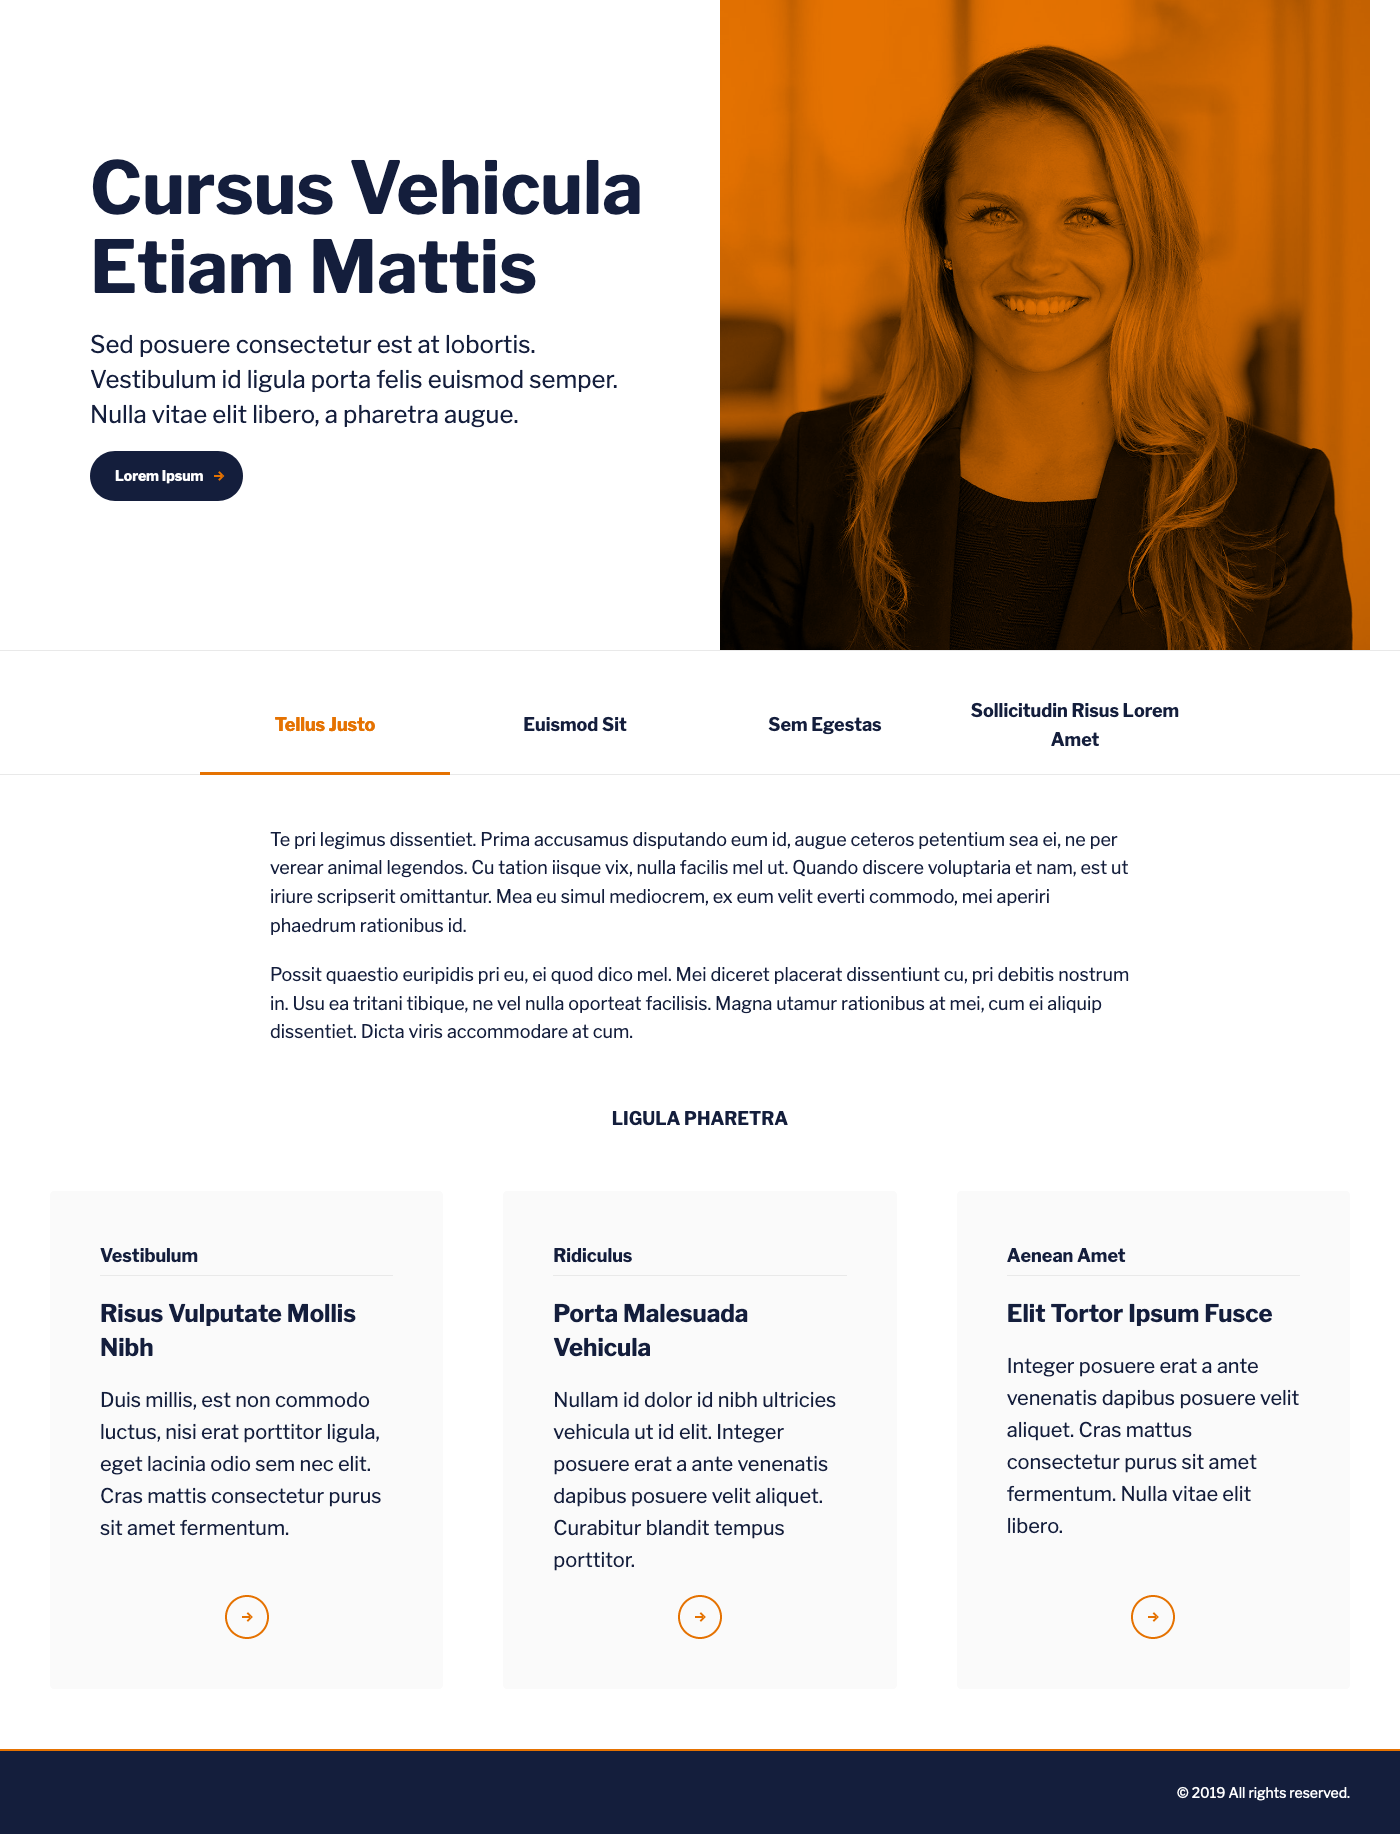 Cursus Vehicula
Etiam Mattis
Sed posuere consectetur est at lobortis.
Vestibulum id ligula porta felis euismod semper.
Nulla vitae elit libero, a pharetra augue.
Lorem Ipsum
Tellus Justo
Euismod Sit
Sem Egestas
Sollicitudin Risus Lorem
Amet
Te pri legimus dissentiet. Prima accusamus disputando eum id, augue ceteros petentium sea ei, ne per
verear animal legendos. Cu tation iisque vix, nulla facilis mel ut. Quando discere voluptaria et nam, est ut
iriure scripserit omittantur. Mea eu simul mediocrem, ex eum velit everti commodo, mei aperiri
phaedrum rationibus id.
Possit quaestio euripidis pri eu, ei quod dico mel. Mei diceret placerat dissentiunt cu, pri debitis nostrum
in. Usu ea tritani tibique, ne vel nulla oporteat facilisis. Magna utamur rationibus at mei, cum ei aliquip
dissentiet. Dicta viris accommodare at cum.
LIGULA PHARETRA
Vestibulum
Risus Vulputate Mollis
Nibh
Duis millis, est non commodo
luctus, nisi erat porttitor ligula,
eget lacinia odio sem nec elit.
Cras mattis consectetur purus
sit amet fermentum.
Ridiculus
Porta Malesuada
Vehicula
Nullam id dolor id nibh ultricies
vehicula ut id elit. Integer
posuere erat a ante venenatis
dapibus posuere velit aliquet.
Curabitur blandit tempus
porttitor.
Aenean Amet
Elit Tortor Ipsum Fusce
Integer posuere erat a ante
venenatis dapibus posuere velit
aliquet. Cras mattus
consectetur purus sit amet
fermentum. Nulla vitae elit
libero.
© 2019 All rights reserved.